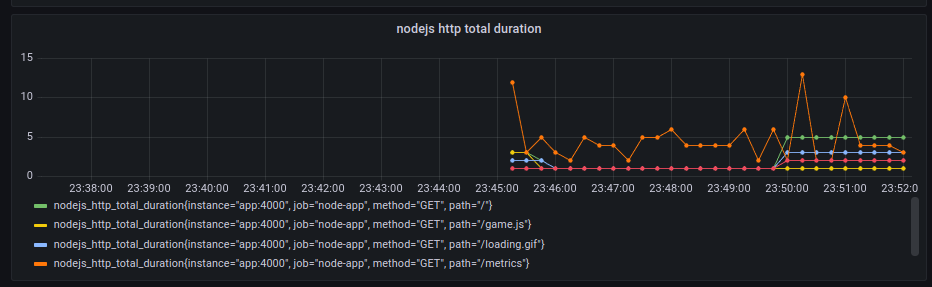 nodejs http total duration
15
10
5
0
23:38:00 23:39:00 23:40:00 23:41:00 23:42:00 23:43:00 23:44:00 23:45:00 23:46:00 23:47:00 23:48:00 23:49:00 23:50:00 23:51:00 23:52:0
nodejs_http_total_duration{instance="app:4000", job="node-app", method="GET", path="/"}
nodejs_http_total_duration{instance="app:4000", job="node-app", method="GET", path="/game.js"}
nodejs_http_total_duration{instance="app:4000", job="node-app", method="GET", path="/loading.gif"}
nodejs_http_total_duration{instance="app:4000", job="node-app", method="GET", path="/metrics"}